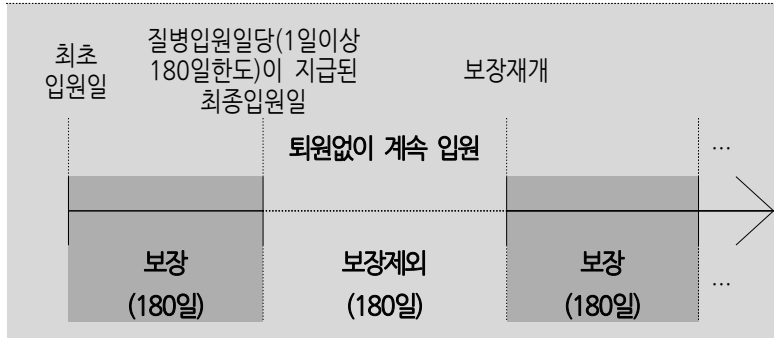 최초
입원일
질병입원일당(1일이상
180일한도)이 지급된
최종입원일
보장재개
퇴원없이 계속 입원
...
보장
(180일)
보장제외
(180일)
보장
(180일)
...